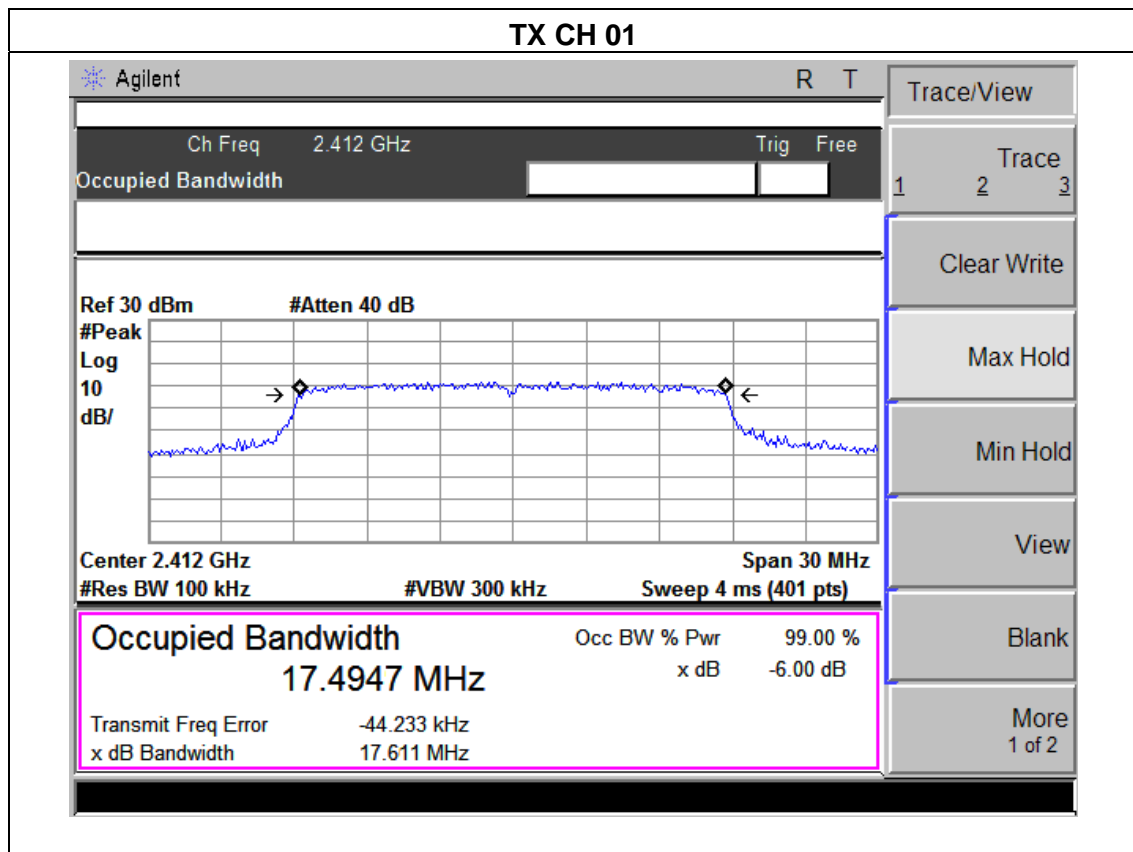 TX CH 01
Agilent R T
Trace/View
Ch Freq 2.412 GHz Trig Free
Occupied Bandwidth
Trace
1 2 3
Clear Write
Ref 30 dBm #Atten 40 dB
#Peak
Log
10
dB/
Max Hold
Min Hold
View
Center 2.412 GHz Span 30 MHz
#Res BW 100 kHz #VBW 300 kHz Sweep 4 ms (401 pts)
Occupied Bandwidth Occ BW % Pwr 99.00 %
17.4947 MHz x dB -6.00 dB
Blank
Transmit Freq Error -44.233 kHz
x dB Bandwidth 17.611 MHz
More
1 of 2